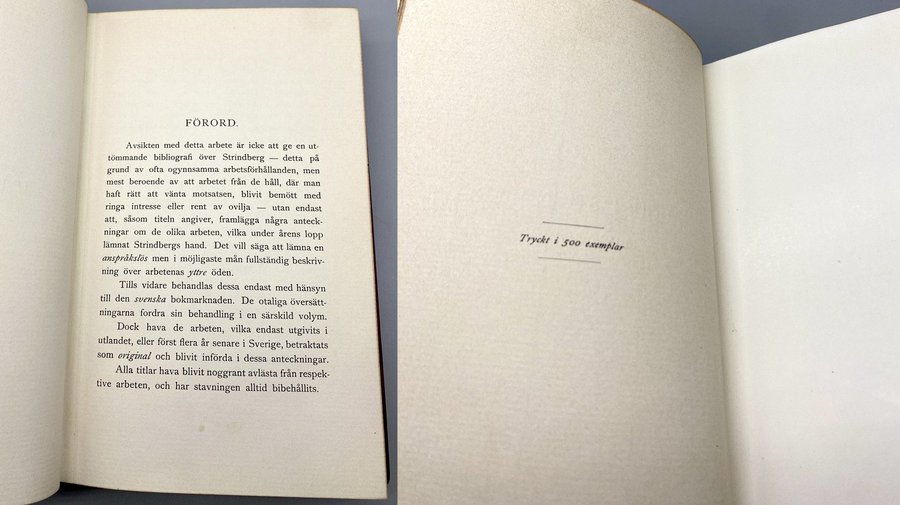 FÖRORD.
Avsikten med detta arbete är icke att ge en ut-
tömmande bibliografi över Strindberg — detta på
grund av ofta ogynnsamma arbetsförhållanden, men
mest beroende av att arbetet från de håll, där man
haft rätt att vänta motsatsen, blivit bemött med
ringa intresse eller rent av ovilja — utan endast
att, såsom titeln angiver, framlägga några anteck-
ningar om de olika arbeten, vilka under årens lopp
lämnat Strindbergs hand. Det vill säga att lämna en
anspråkslös men i möjligaste mån fullständig beskriv-
ning över arbetenas yttre öden.
Tills vidare behandlas dessa endast med hänsyn
till den svenska bokmarknaden. De otaliga översätt-
ningarna fordra sin behandling i en särskild volym.
Dock hava de arbeten, vilka endast utgivits i
utlandet, eller först flera år senare i Sverige, betraktats
som original och blivit införda i dessa anteckningar.
Alla titlar hava blivit noggrant avlästa från respek-
tive arbeten, och har stavningen alltid bibehållits.
Tryckt i 500 exemplar